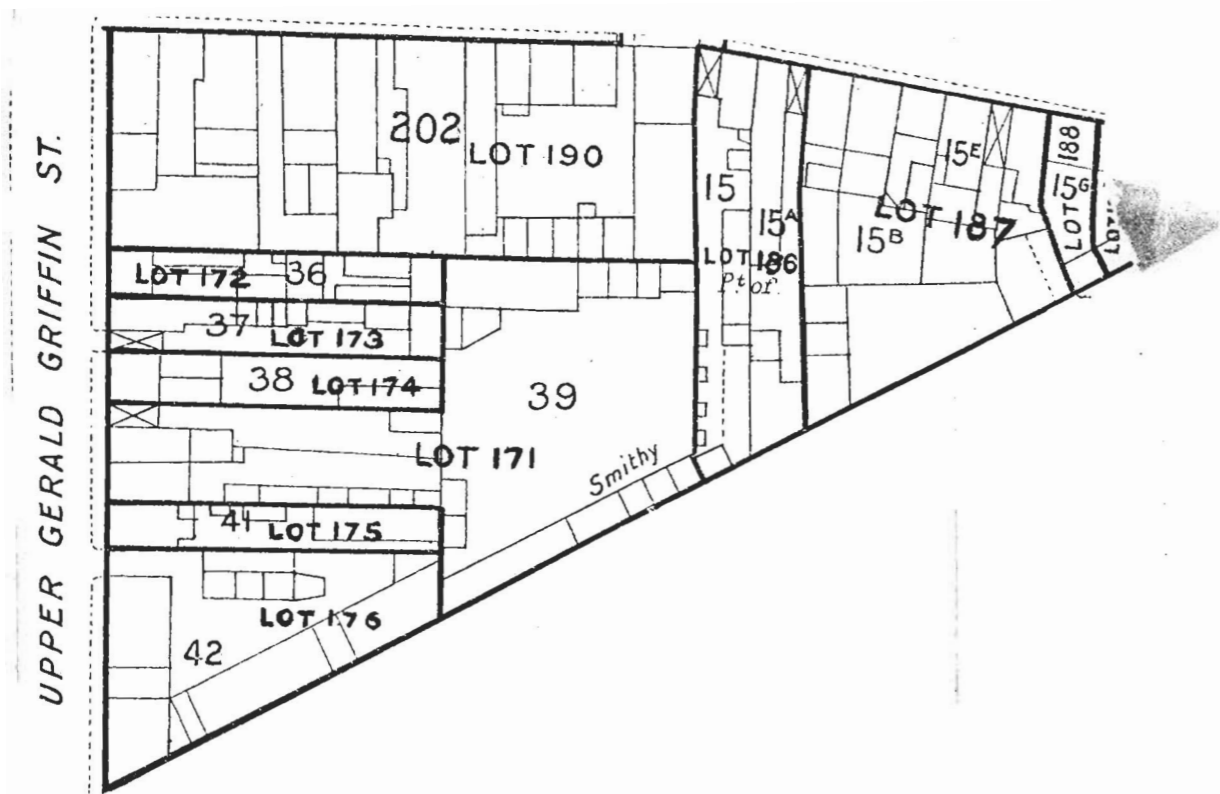 UPPER GERALD GRIFFIN ST.
202
LOT 190
15
15A
LOT 186
Pt of
15B
15E
LOT 187
188
15G
LOT
LOT 172
36
37
LOT 173
38
LOT 174
39
LOT 171
Smithy
41
LOT 175
LOT 176
42